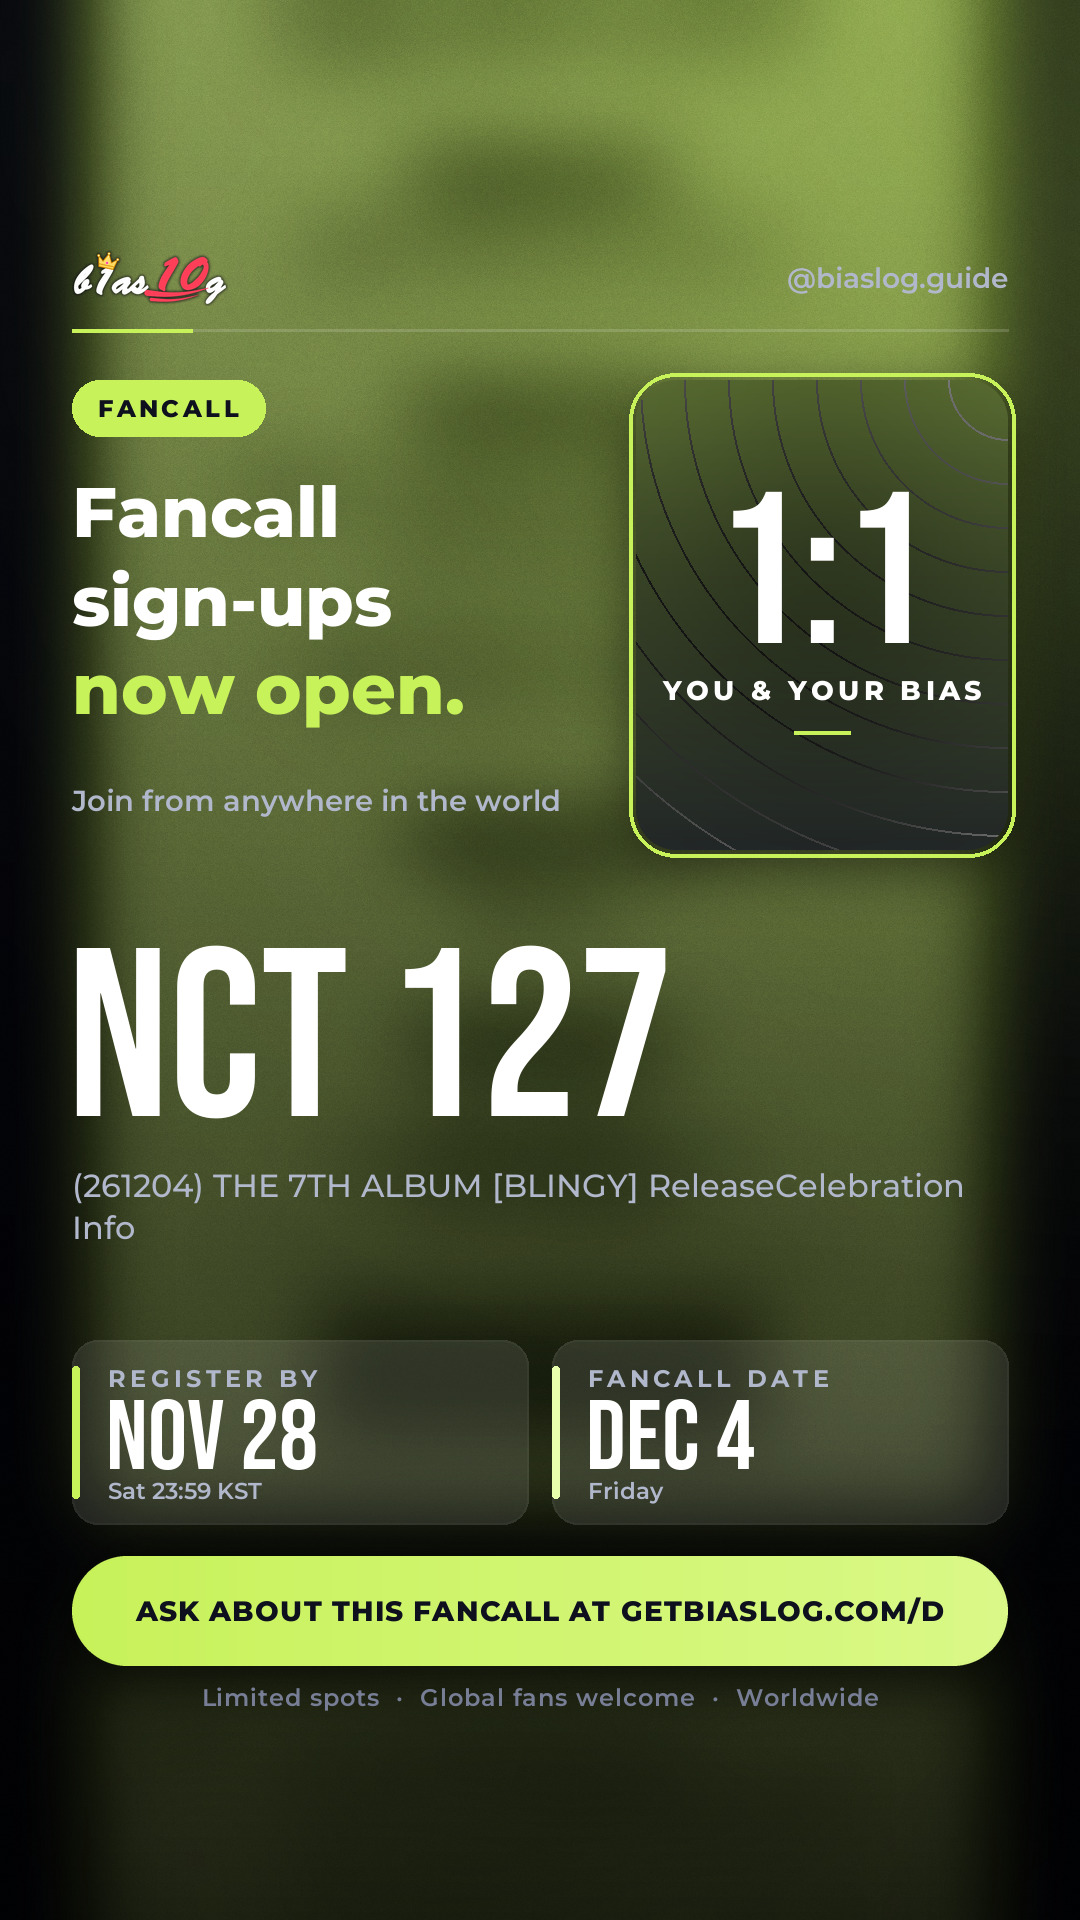 b1as10g
@biaslog.guide
FANCALL
Fancall
sign-ups
now open.
Join from anywhere in the world
1:1
YOU & YOUR BIAS
NCT 127
(261204) THE 7TH ALBUM [BLINGY] ReleaseCelebration
Info
REGISTER BY
NOV 28
Sat 23:59 KST
FANCALL DATE
DEC 4
Friday
ASK ABOUT THIS FANCALL AT GETBIASLOG.COM/D
Limited spots · Global fans welcome · Worldwide